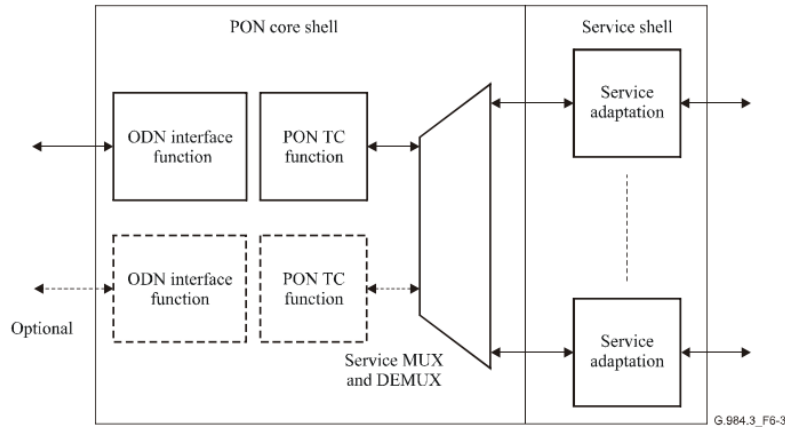 PON core shell
Service shell
ODN interface
function
PON TC
function
Service
adaptation
ODN interface
function
PON TC
function
Optional
Service MUX
and DEMUX
Service
adaptation
G.984.3_F6-3